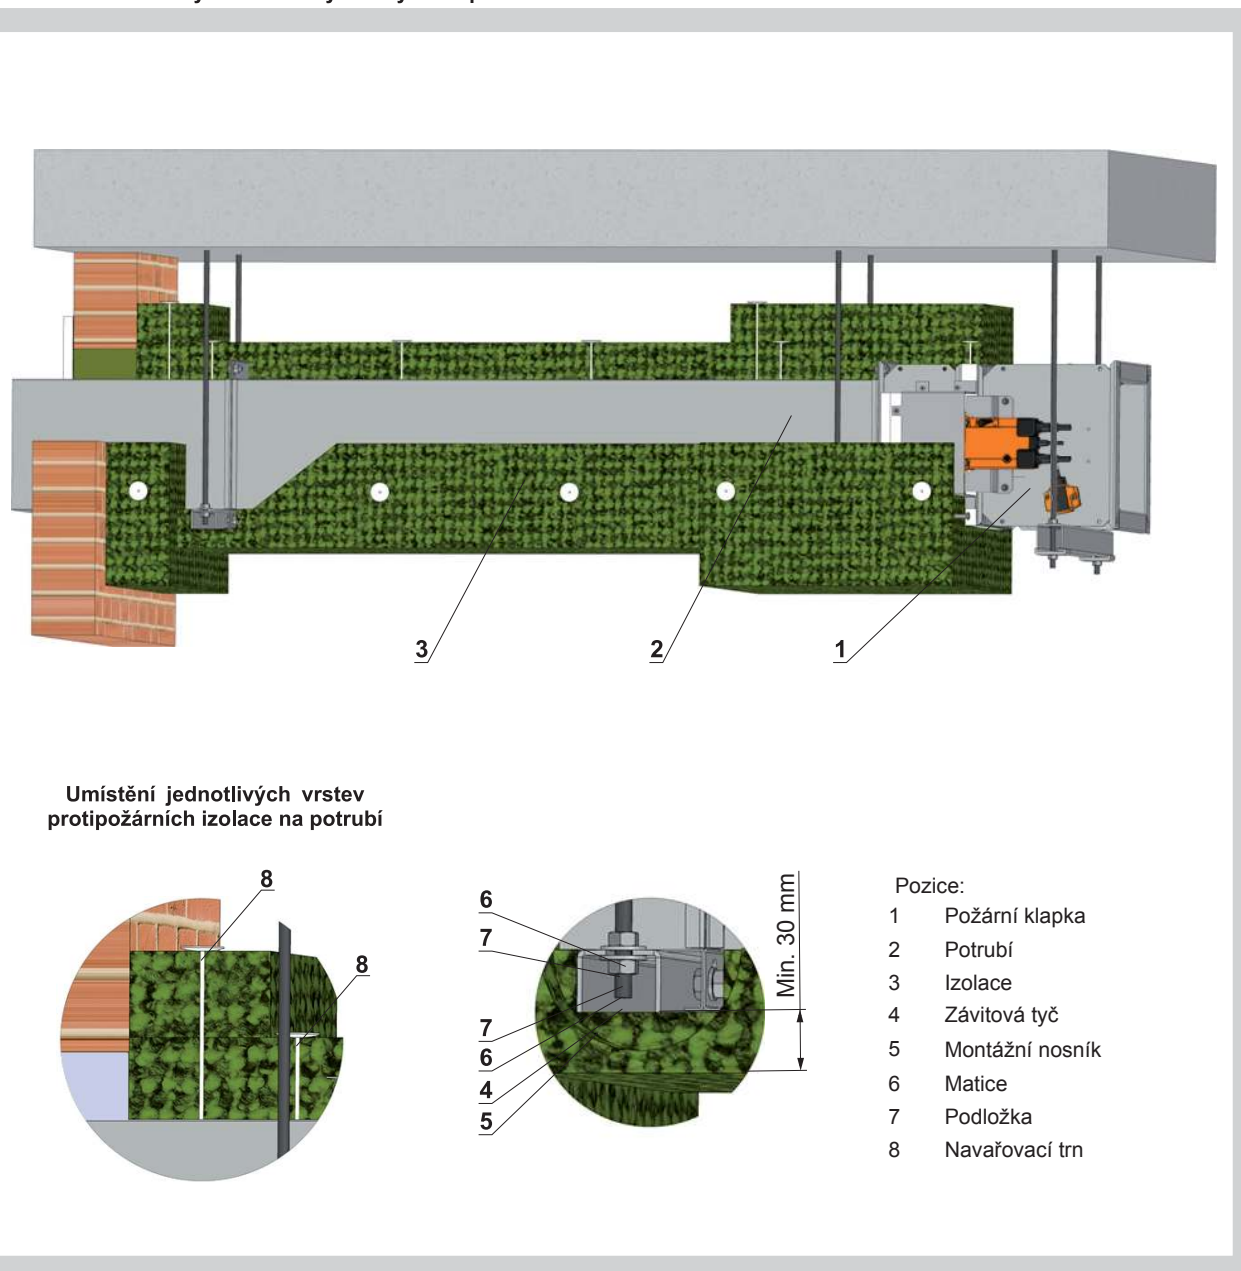 3
2
1
Umístění jednotlivých vrstev
protipožárních izolace na potrubí
8
8
6
7
7
6
4
5
Min. 30 mm
Pozice:
1 Požární klapka
2 Potrubí
3 Izolace
4 Závitová tyč
5 Montážní nosník
6 Matice
7 Podložka
8 Navařovací trn